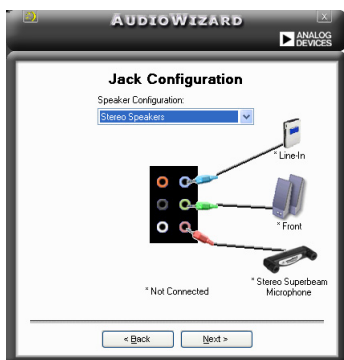 AUDIOWIZARD
ANALOG
DEVICES
Jack Configuration
Speaker Configuration:
Stereo Speakers
* Line-In
* Front
* Stereo Superbeam
Microphone
* Not Connected
< Back
Next >